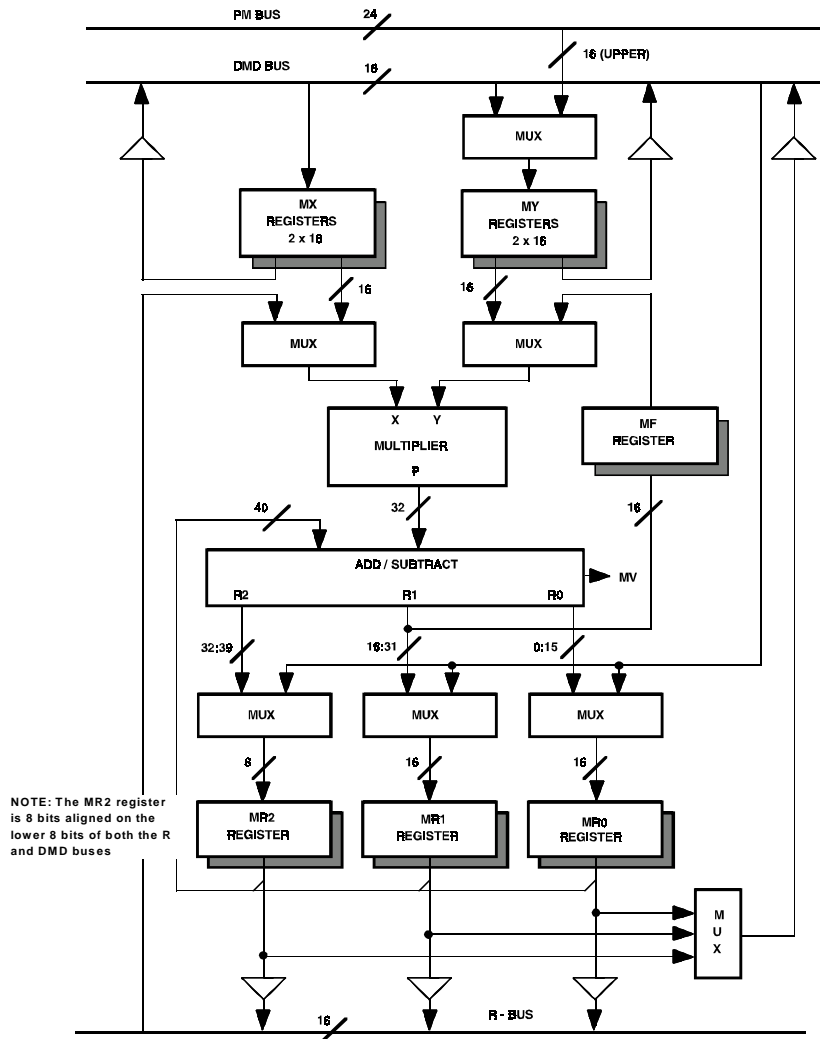 PM BUS
24
16 (UPPER)
DMD BUS
16
MUX
MX
REGISTERS
2 x 16
MY
REGISTERS
2 x 16
16
16
MUX
MUX
X Y
MULTIPLIER
P
MF
REGISTER
40
32
16
ADD / SUBTRACT
MV
R2 R1 R0
32:39
16:31
0:15
MUX
MUX
MUX
8
16
16
NOTE: The MR2 register
is 8 bits aligned on the
lower 8 bits of both the R
and DMD buses
MR2
REGISTER
MR1
REGISTER
MR0
REGISTER
M
U
X
16
R - BUS